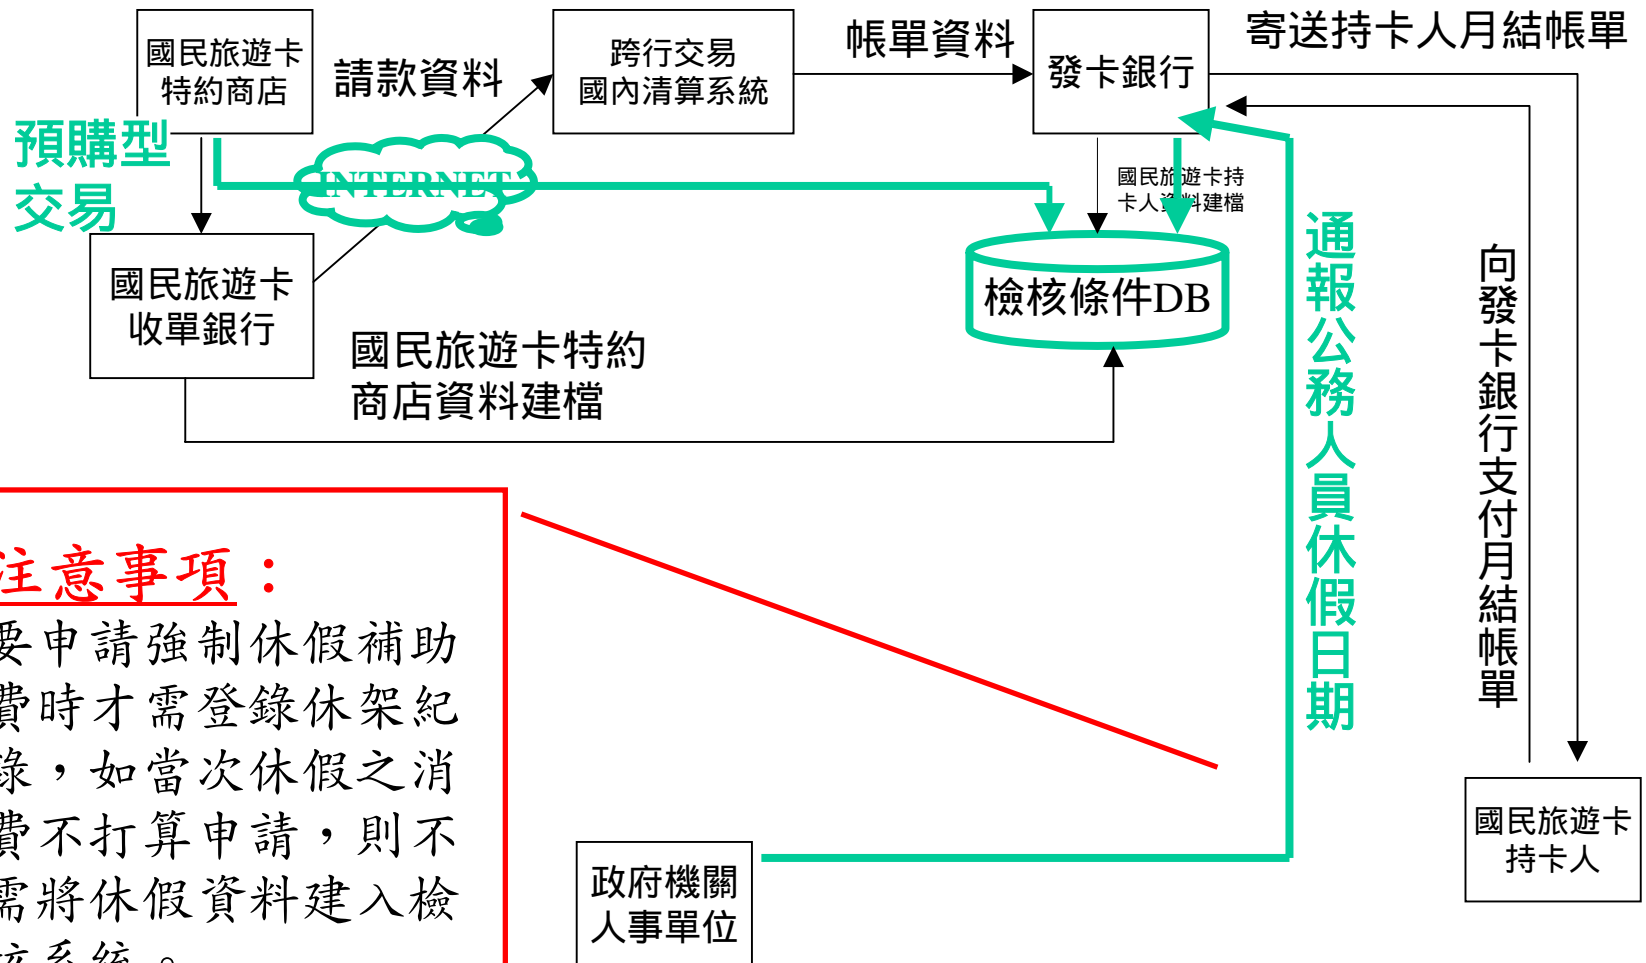 國民旅遊卡
特約商店
請款資料
跨行交易
國內清算系統
帳單資料
發卡銀行
寄送持卡人月結帳單
預購型
交易
INTERNET
國民旅遊卡持
卡人資料建檔
國民旅遊卡
收單銀行
檢核條件DB
國民旅遊卡特約
商店資料建檔
通報公務人員休假日期
向發卡銀行支付月結帳單
注意事項：
要申請強制休假補助
費時才需登錄休架紀
錄，如當次休假之消
費不打算申請，則不
需將休假資料建入檢
核系統。
政府機關
人事單位
國民旅遊卡
持卡人